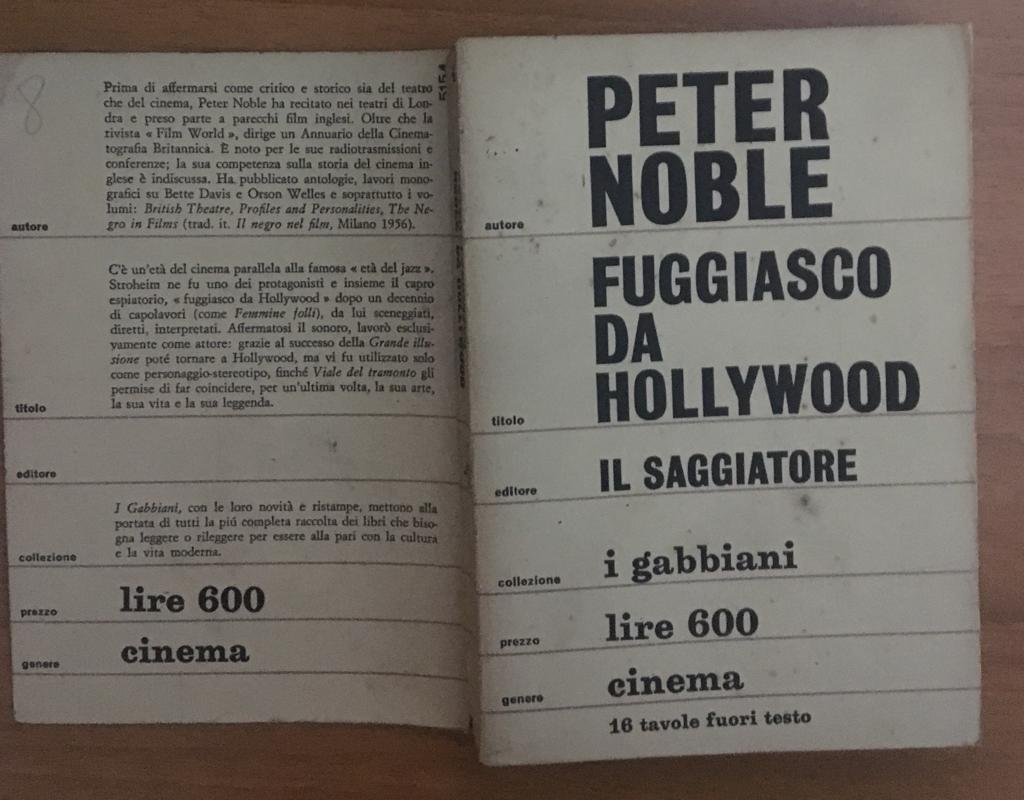 8
Prima di affermarsi come critico e storico sia del teatro
che del cinema, Peter Noble ha recitato nei teatri di Lon-
dra e preso parte a parecchi film inglesi. Oltre che la
rivista « Film World », dirige un Annuario della Cinema-
tografia Britannica. È noto per le sue radiotrasmissioni e
conferenze; la sua competenza sulla storia del cinema in-
glese è indiscussa. Ha pubblicato antologie, lavori mono-
grafici su Bette Davis e Orson Welles e soprattutto i vo-
lumi: British Theatre, Profiles and Personalities, The Ne-
gro in Films (trad. it. Il negro nel film, Milano 1956).
autore
C'è un'età del cinema parallela alla famosa « età del jazz ».
Stroheim ne fu uno dei protagonisti e insieme il capro
espiatorio, « fuggiasco da Hollywood » dopo un decennio
di capolavori (come Femmine folli), da lui sceneggiati,
diretti, interpretati. Affermatosi il sonoro, lavorò esclusi-
vamente come attore: grazie al successo della Grande illu-
sione poté tornare a Hollywood, ma vi fu utilizzato solo
come personaggio-stereotipo, finché Viale del tramonto gli
permise di far coincidere, per un'ultima volta, la sua arte,
la sua vita e la sua leggenda.
titolo
editore
I Gabbiani, con le loro novità e ristampe, mettono alla
portata di tutti la piú completa raccolta dei libri che biso-
gna leggere o rileggere per essere alla pari con la cultura
e la vita moderna.
collezione
lire 600
prezzo
cinema
genere
PETER
NOBLE
autore
FUGGIASCO
DA
HOLLYWOOD
titolo
IL SAGGIATORE
editore
i gabbiani
collezione
lire 600
prezzo
cinema
genere
16 tavole fuori testo